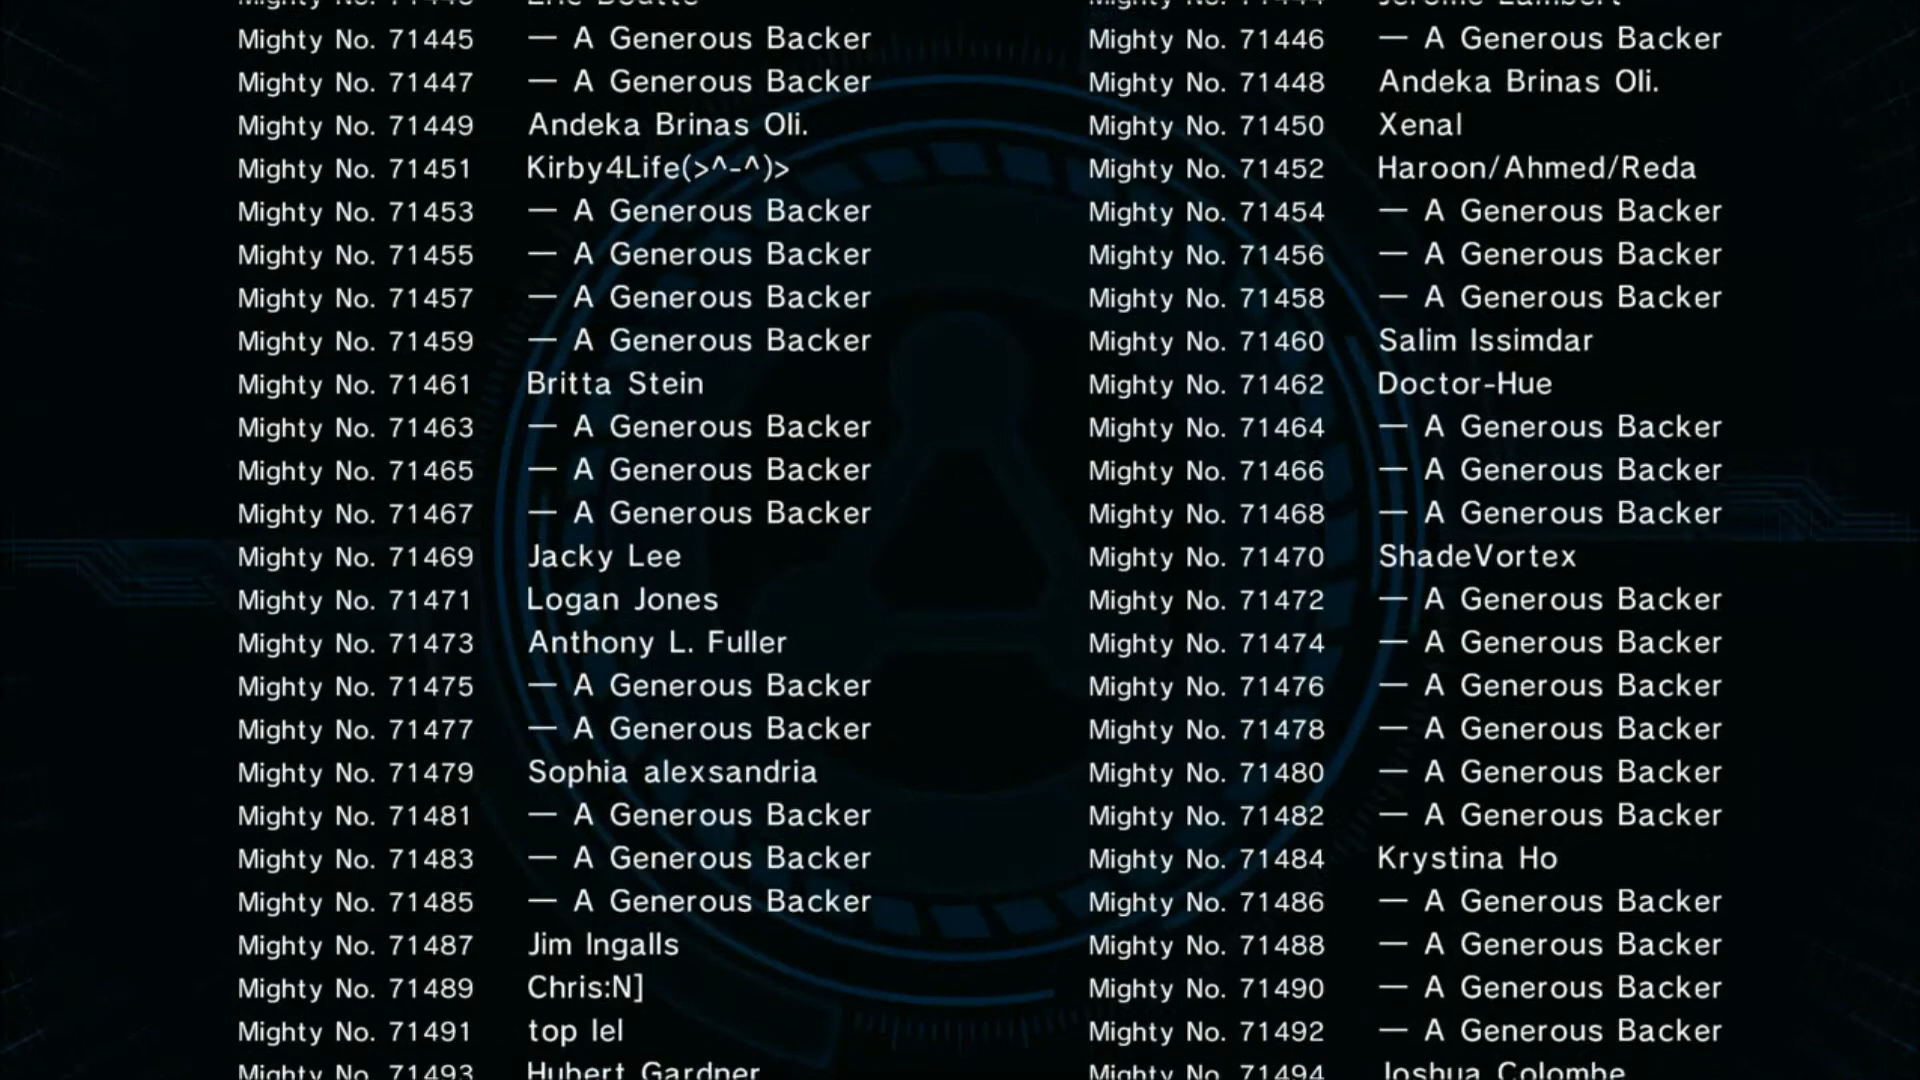 Mighty No. 71445 — A Generous Backer Mighty No. 71446 — A Generous Backer
Mighty No. 71447 — A Generous Backer Mighty No. 71448 Andeka Brinas Oli.
Mighty No. 71449 Andeka Brinas Oli. Mighty No. 71450 Xenal
Mighty No. 71451 Kirby4Life(>^-^)> Mighty No. 71452 Haroon/Ahmed/Reda
Mighty No. 71453 — A Generous Backer Mighty No. 71454 — A Generous Backer
Mighty No. 71455 — A Generous Backer Mighty No. 71456 — A Generous Backer
Mighty No. 71457 — A Generous Backer Mighty No. 71458 — A Generous Backer
Mighty No. 71459 — A Generous Backer Mighty No. 71460 Salim Issimdar
Mighty No. 71461 Britta Stein Mighty No. 71462 Doctor-Hue
Mighty No. 71463 — A Generous Backer Mighty No. 71464 — A Generous Backer
Mighty No. 71465 — A Generous Backer Mighty No. 71466 — A Generous Backer
Mighty No. 71467 — A Generous Backer Mighty No. 71468 — A Generous Backer
Mighty No. 71469 Jacky Lee Mighty No. 71470 ShadeVortex
Mighty No. 71471 Logan Jones Mighty No. 71472 — A Generous Backer
Mighty No. 71473 Anthony L. Fuller Mighty No. 71474 — A Generous Backer
Mighty No. 71475 — A Generous Backer Mighty No. 71476 — A Generous Backer
Mighty No. 71477 — A Generous Backer Mighty No. 71478 — A Generous Backer
Mighty No. 71479 Sophia alexsandria Mighty No. 71480 — A Generous Backer
Mighty No. 71481 — A Generous Backer Mighty No. 71482 — A Generous Backer
Mighty No. 71483 — A Generous Backer Mighty No. 71484 Krystina Ho
Mighty No. 71485 — A Generous Backer Mighty No. 71486 — A Generous Backer
Mighty No. 71487 Jim Ingalls Mighty No. 71488 — A Generous Backer
Mighty No. 71489 Chris:N] Mighty No. 71490 — A Generous Backer
Mighty No. 71491 top lel Mighty No. 71492 — A Generous Backer
Mighty No. 71493 Hubert Gardner Mighty No. 71494 Joshua Colombe